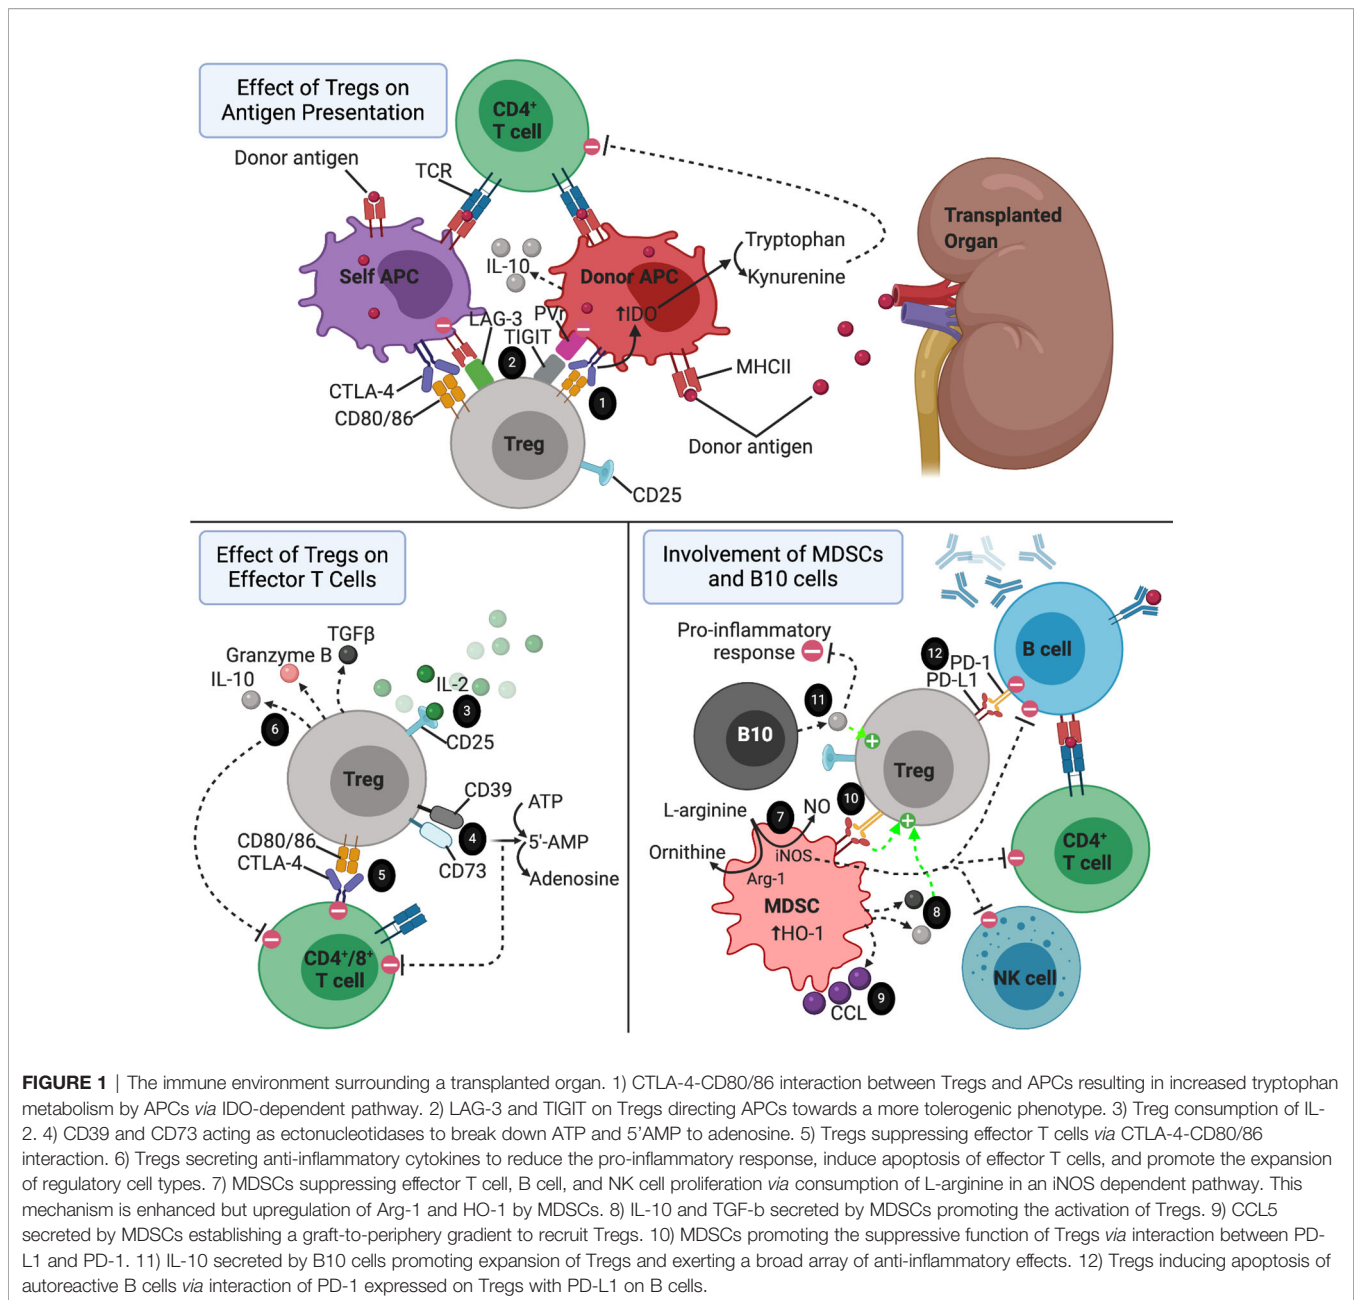 Effect of Tregs on
Antigen Presentation
CD4⁺
T cell
Donor antigen
TCR
Self APC
IL-10
Donor APC
↑IDO
Tryptophan
Kynurenine
Transplanted
Organ
LAG-3
PVr
TIGIT
2
1
CTLA-4
CD80/86
MHCII
Treg
Donor antigen
CD25
Effect of Tregs on
Effector T Cells
TGFβ
Granzyme B
IL-10
IL-2
3
6
CD25
Treg
CD39
ATP
4
5'-AMP
CD73
Adenosine
CD80/86
CTLA-4
5
CD4⁺/8⁺
T cell
Involvement of MDSCs
and B10 cells
Pro-inflammatory
response
12
PD-1
PD-L1
B cell
11
B10
Treg
10
L-arginine
7
NO
Ornithine
iNOS
Arg-1
MDSC
↑HO-1
8
CD4⁺
T cell
NK cell
9
CCL
FIGURE 1 | The immune environment surrounding a transplanted organ. 1) CTLA-4-CD80/86 interaction between Tregs and APCs resulting in increased tryptophan
metabolism by APCs via IDO-dependent pathway. 2) LAG-3 and TIGIT on Tregs directing APCs towards a more tolerogenic phenotype. 3) Treg consumption of IL-
2. 4) CD39 and CD73 acting as ectonucleotidases to break down ATP and 5'AMP to adenosine. 5) Tregs suppressing effector T cells via CTLA-4-CD80/86
interaction. 6) Tregs secreting anti-inflammatory cytokines to reduce the pro-inflammatory response, induce apoptosis of effector T cells, and promote the expansion
of regulatory cell types. 7) MDSCs suppressing effector T cell, B cell, and NK cell proliferation via consumption of L-arginine in an iNOS dependent pathway. This
mechanism is enhanced but upregulation of Arg-1 and HO-1 by MDSCs. 8) IL-10 and TGF-b secreted by MDSCs promoting the activation of Tregs. 9) CCL5
secreted by MDSCs establishing a graft-to-periphery gradient to recruit Tregs. 10) MDSCs promoting the suppressive function of Tregs via interaction between PD-
L1 and PD-1. 11) IL-10 secreted by B10 cells promoting expansion of Tregs and exerting a broad array of anti-inflammatory effects. 12) Tregs inducing apoptosis of
autoreactive B cells via interaction of PD-1 expressed on Tregs with PD-L1 on B cells.